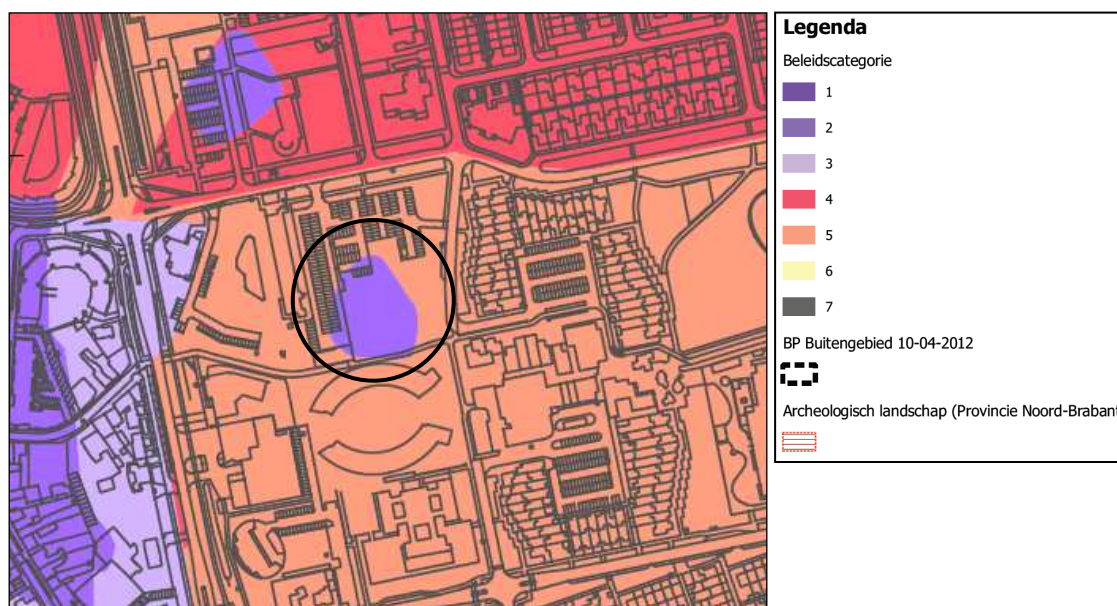 Legenda
Beleidscategorie
1
2
3
4
5
6
7
BP Buitengebied 10-04-2012
Archeologisch landschap (Provincie Noord-Brabant